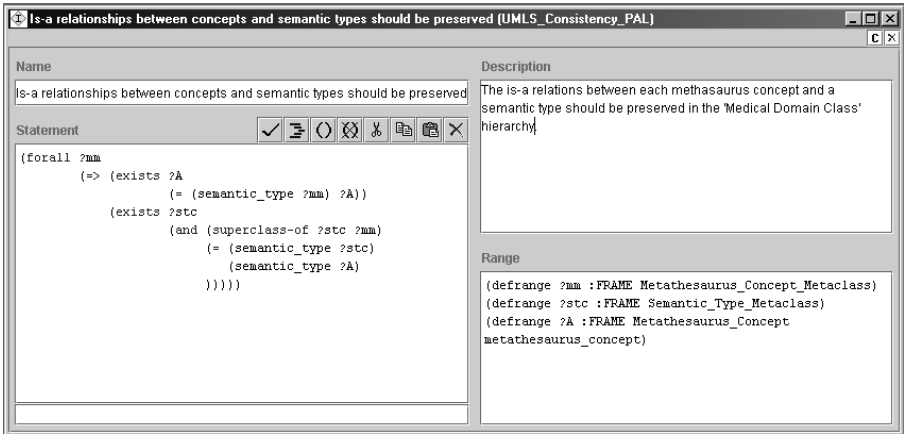 Is-a relationships between concepts and semantic types should be preserved (UMLS_Consistency_PAL)
C
Name
Is-a relationships between concepts and semantic types should be preserved
Statement
(forall ?mm
(=> (exists ?A
(= (semantic_type ?mm) ?A))
(exists ?stc
(and (superclass-of ?stc ?mm)
(= (semantic_type ?stc)
(semantic_type ?A)
)))))
Description
The is-a relations between each methasaurus concept and a
semantic type should be preserved in the 'Medical Domain Class'
hierarchy.
Range
(defrange ?mm :FRAME Metathesaurus_Concept_Metaclass)
(defrange ?stc :FRAME Semantic_Type_Metaclass)
(defrange ?A :FRAME Metathesaurus_Concept
metathesaurus_concept)